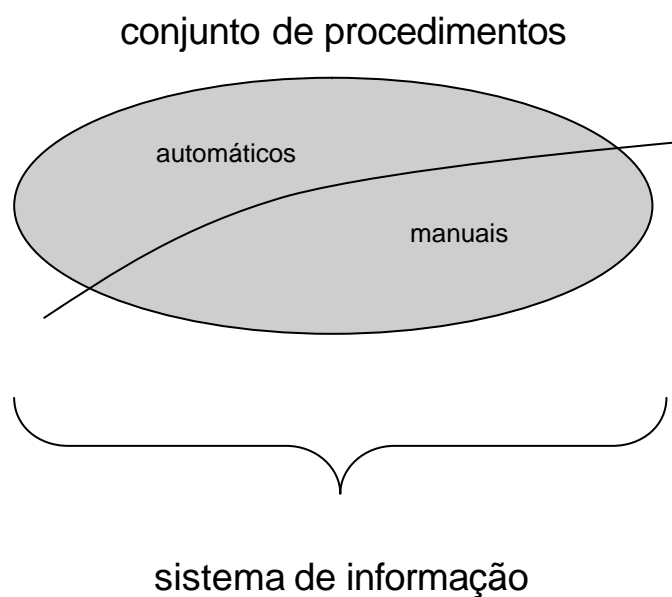 conjunto de procedimentos
automáticos
manuais
sistema de informação